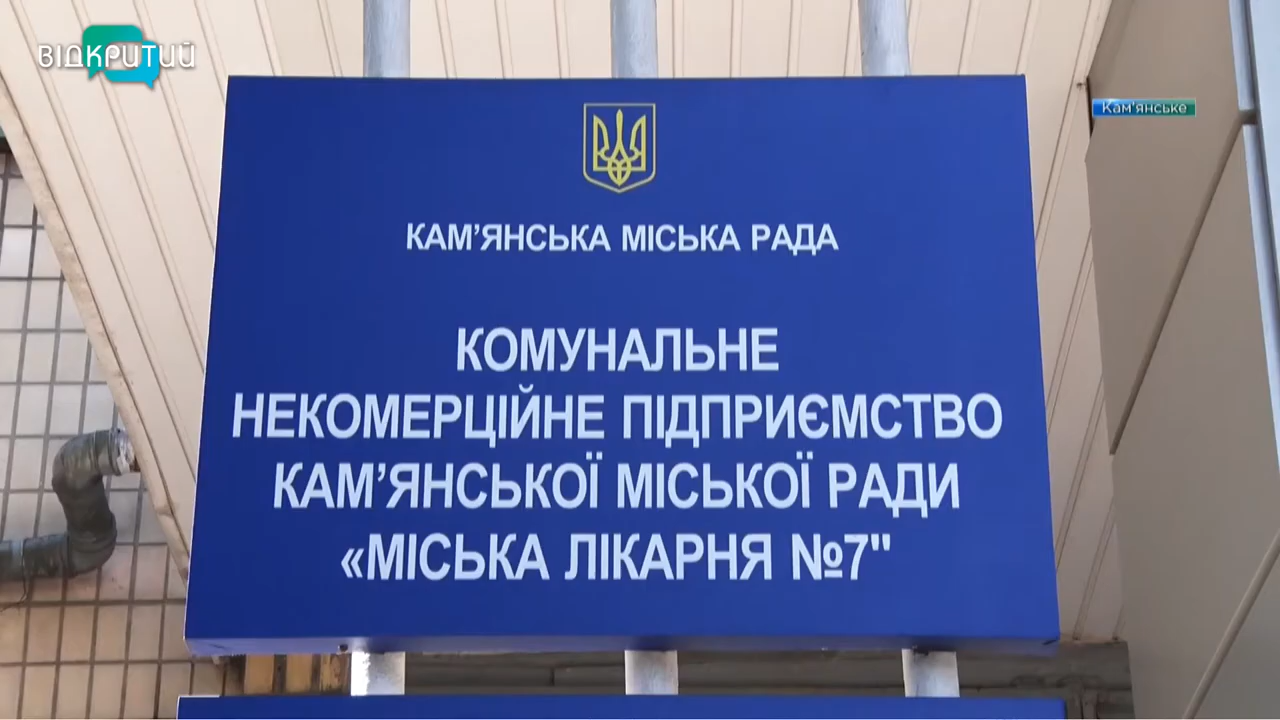 ВІДКРИТИЙ
Кам'янське
КАМ’ЯНСЬКА МІСЬКА РАДА
КОМУНАЛЬНЕ
НЕКОМЕРЦІЙНЕ ПІДПРИЄМСТВО
КАМ’ЯНСЬКОЇ МІСЬКОЇ РАДИ
«МІСЬКА ЛІКАРНЯ №7"